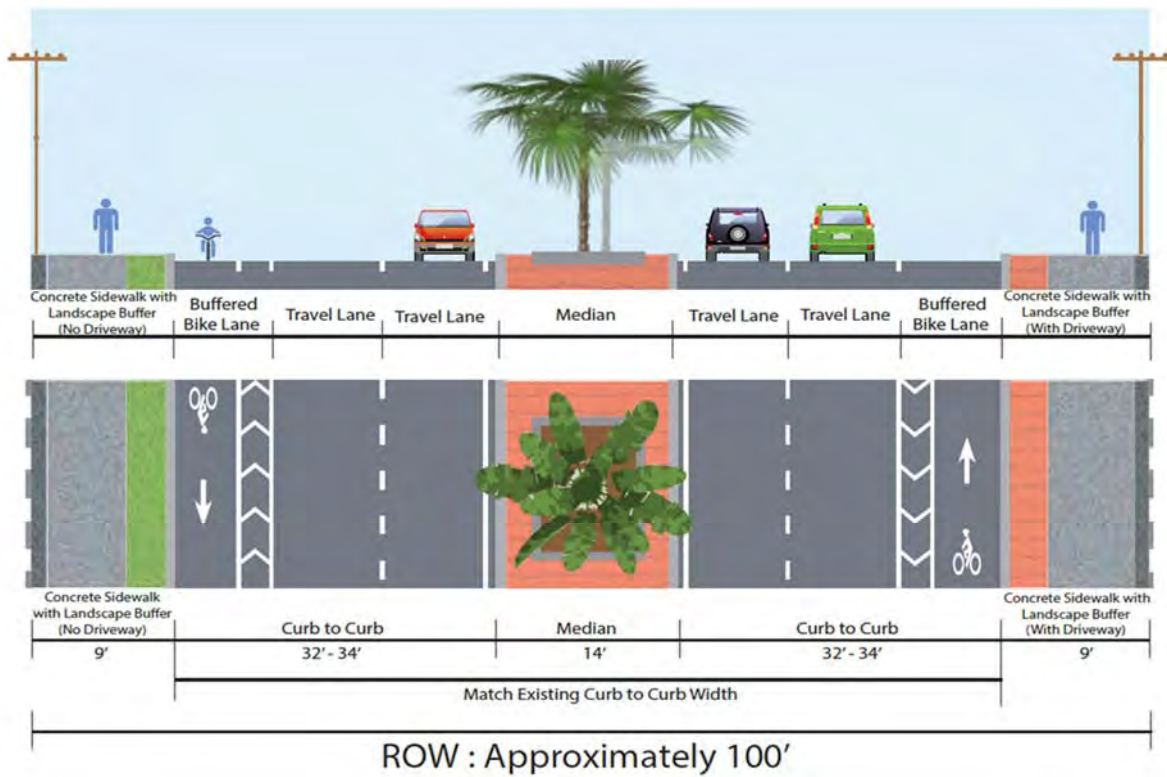 Concrete Sidewalk with
Landscape Buffer
(No Driveway)
Buffered
Bike Lane
Travel Lane
Travel Lane
Median
Travel Lane
Travel Lane
Buffered
Bike Lane
Concrete Sidewalk with
Landscape Buffer
(With Driveway)
Concrete Sidewalk
with Landscape Buffer
(No Driveway)
Curb to Curb
Median
Curb to Curb
Concrete Sidewalk with
Landscape Buffer
(With Driveway)
9'
32' - 34'
14'
32' - 34'
9'
Match Existing Curb to Curb Width
ROW : Approximately 100'